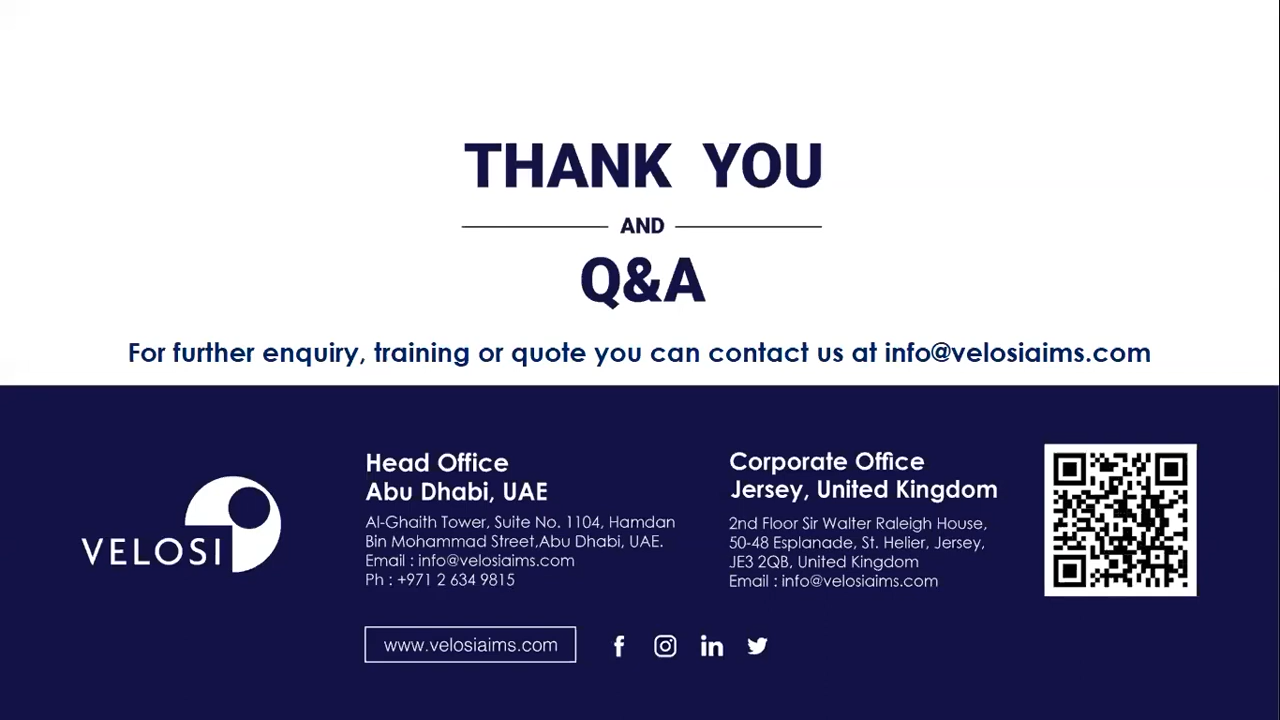 THANK YOU
AND
Q&A
For further enquiry, training or quote you can contact us at info@velosiaims.com
VELOSI
Head Office
Abu Dhabi, UAE
Al-Ghaith Tower, Suite No. 1104, Hamdan
Bin Mohammad Street,Abu Dhabi, UAE.
Email : info@velosiaims.com
Ph : +971 2 634 9815
Corporate Office
Jersey, United Kingdom
2nd Floor Sir Walter Raleigh House,
50-48 Esplanade, St. Helier, Jersey,
JE3 2QB, United Kingdom
Email : info@velosiaims.com
www.velosiaims.com